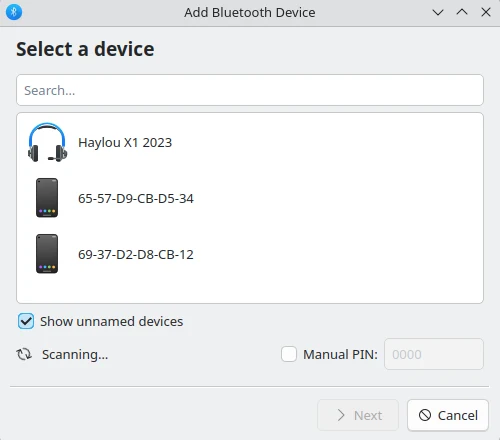 Add Bluetooth Device
Select a device
Search...
Haylou X1 2023
65-57-D9-CB-D5-34
69-37-D2-D8-CB-12
Show unnamed devices
Scanning...
Manual PIN: 0000
Next
Cancel